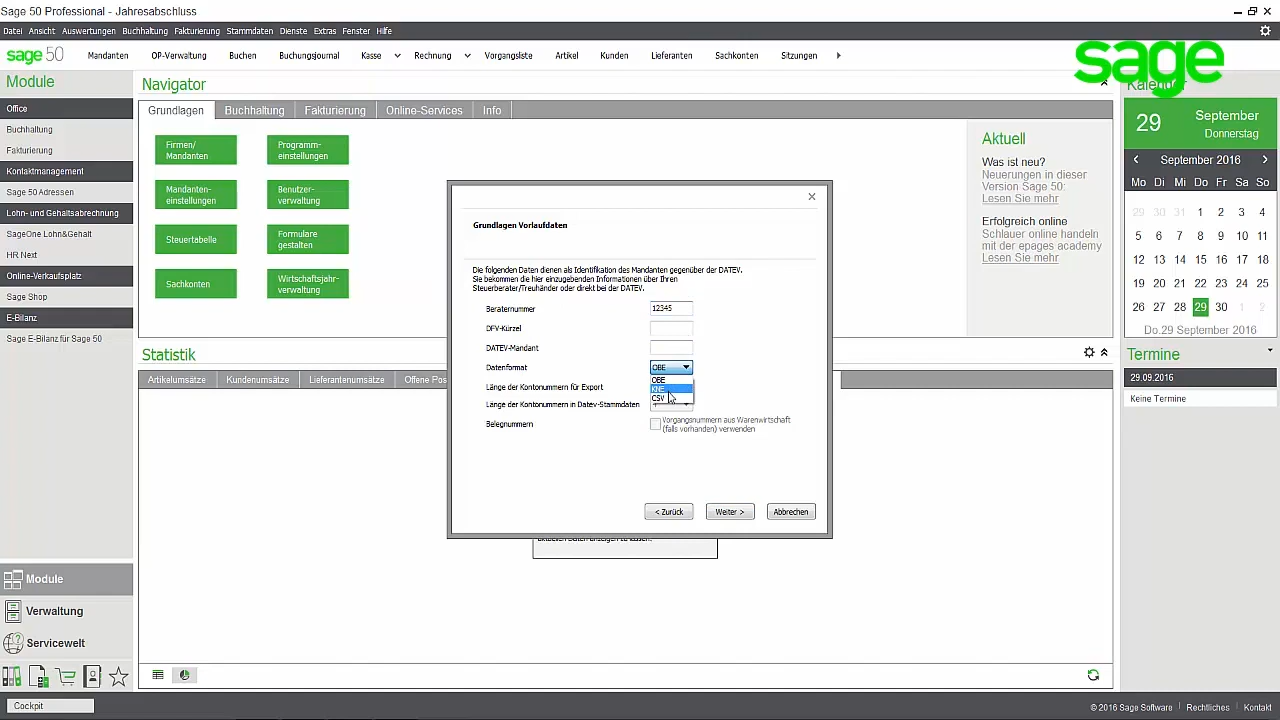 Sage 50 Professional - Jahresabschluss
Datei Ansicht Auswertungen Buchhaltung Fakturierung Stammdaten Dienste Extras Fenster Hilfe
sage 50
Mandanten OP-Verwaltung Buchen Buchungsjournal Kasse Rechnung Vorgangsliste Artikel Kunden Lieferanten Sachkonten Sitzungen
sage
Module
Office
Buchhaltung
Fakturierung
Kontaktmanagement
Sage 50 Adressen
Lohn- und Gehaltsabrechnung
SageOne Lohn&Gehalt
HR Next
Online-Verkaufsplatz
Sage Shop
E-Bilanz
Sage E-Bilanz für Sage 50
Module
Verwaltung
Servicewelt
Cockpit
Navigator
Grundlagen Buchhaltung Fakturierung Online-Services Info
Firmen/
Mandanten
Programm-
einstellungen
Mandanten-
einstellungen
Benutzer-
verwaltung
Steuertabelle
Formulare
gestalten
Sachkonten
Wirtschaftsjahr-
verwaltung
Aktuell
Was ist neu?
Neuerungen in dieser
Version Sage 50:
Lesen Sie mehr
Erfolgreich online
Schlauer online handeln
mit der epages academy
Lesen Sie mehr
Statistik
Artikelumsätze Kundenumsätze Lieferantenumsätze Offene Pos
Grundlagen Vorlaufdaten
Die folgenden Daten dienen als Identifikation des Mandanten gegenüber der DATEV.
Sie bekommen die hier einzugebenden Informationen über Ihren
Steuerberater/Treuhänder oder direkt bei der DATEV.
Beraternummer 12345
DFV-Kürzel
DATEV-Mandant
Datenformat OBE
OBE
KNE
CSV
Länge der Kontonummern für Export
Länge der Kontonummern in Datev-Stammdaten
Belegnummern
Vorgangsnummern aus Warenwirtschaft
(falls vorhanden) verwenden
< Zurück Weiter > Abbrechen
aktuellen Daten anzeigen zu lassen.
Kalender
29
September
Donnerstag
September 2016
Mo Di Mi Do Fr Sa So
29 30 31 1 2 3 4
5 6 7 8 9 10 11
12 13 14 15 16 17 18
19 20 21 22 23 24 25
26 27 28 29 30 1 2
Do.29 September 2016
Termine
29.09.2016
Keine Termine
© 2016 Sage Software Rechtliches Kontakt